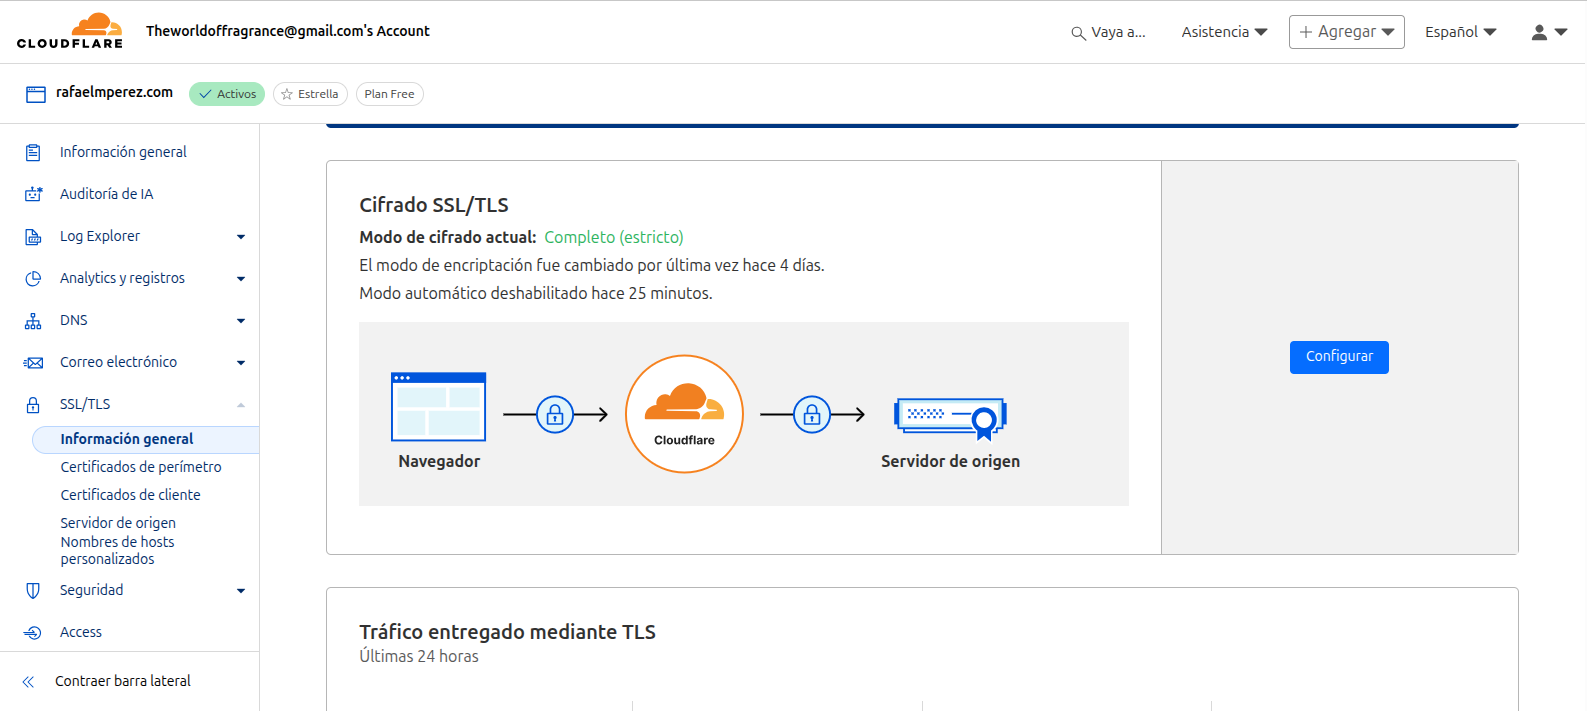 CLOUDFLARE
Theworldoffragrance@gmail.com's Account
Vaya a...
Asistencia
Agregar
Español
rafaelmperez.com
Activos
Estrella
Plan Free
Información general
Auditoría de IA
Log Explorer
Analytics y registros
DNS
Correo electrónico
SSL/TLS
Información general
Certificados de perímetro
Certificados de cliente
Servidor de origen
Nombres de hosts
personalizados
Seguridad
Access
Contraer barra lateral
Cifrado SSL/TLS
Modo de cifrado actual: Completo (estricto)
El modo de encriptación fue cambiado por última vez hace 4 días.
Modo automático deshabilitado hace 25 minutos.
Navegador
Cloudflare
Servidor de origen
Configurar
Tráfico entregado mediante TLS
Últimas 24 horas